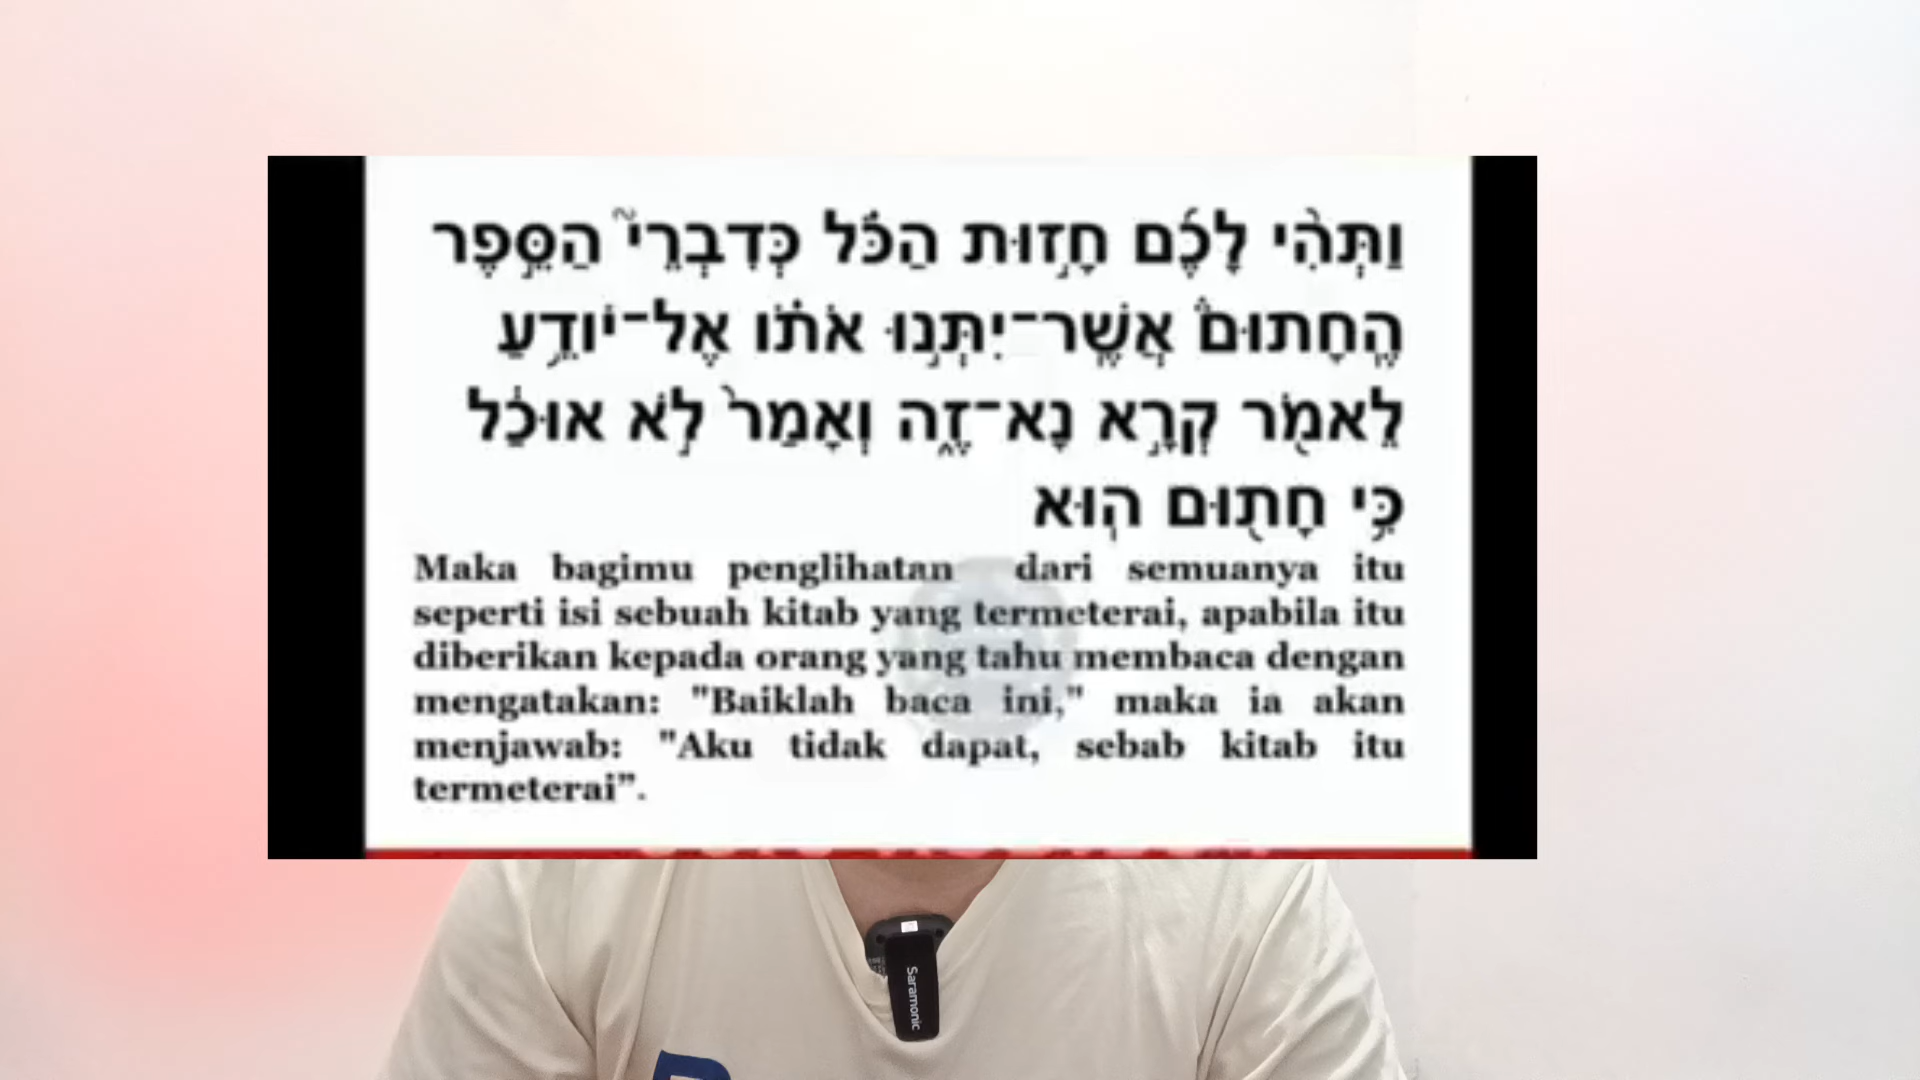 וַתְּהִ֨י לָכֶ֜ם חָז֣וּת הַכֹּ֗ל כְּדִבְרֵי֮ הַסֵּ֣פֶר
הֶֽחָתוּם֒ אֲשֶֽׁר־יִתְּנ֣וּ אֹת֗וֹ אֶל־יוֹדֵ֥עַ
לֵאמֹ֖ר קְרָ֣א נָא־זֶ֑ה וְאָמַר֙ לֹ֣א אוּכַ֔ל
כִּ֥י חָת֖וּם הֽוּא
Maka bagimu penglihatan dari semuanya itu
seperti isi sebuah kitab yang termeterai, apabila itu
diberikan kepada orang yang tahu membaca dengan
mengatakan: "Baiklah baca ini," maka ia akan
menjawab: "Aku tidak dapat, sebab kitab itu
termeterai”.
Saramonic